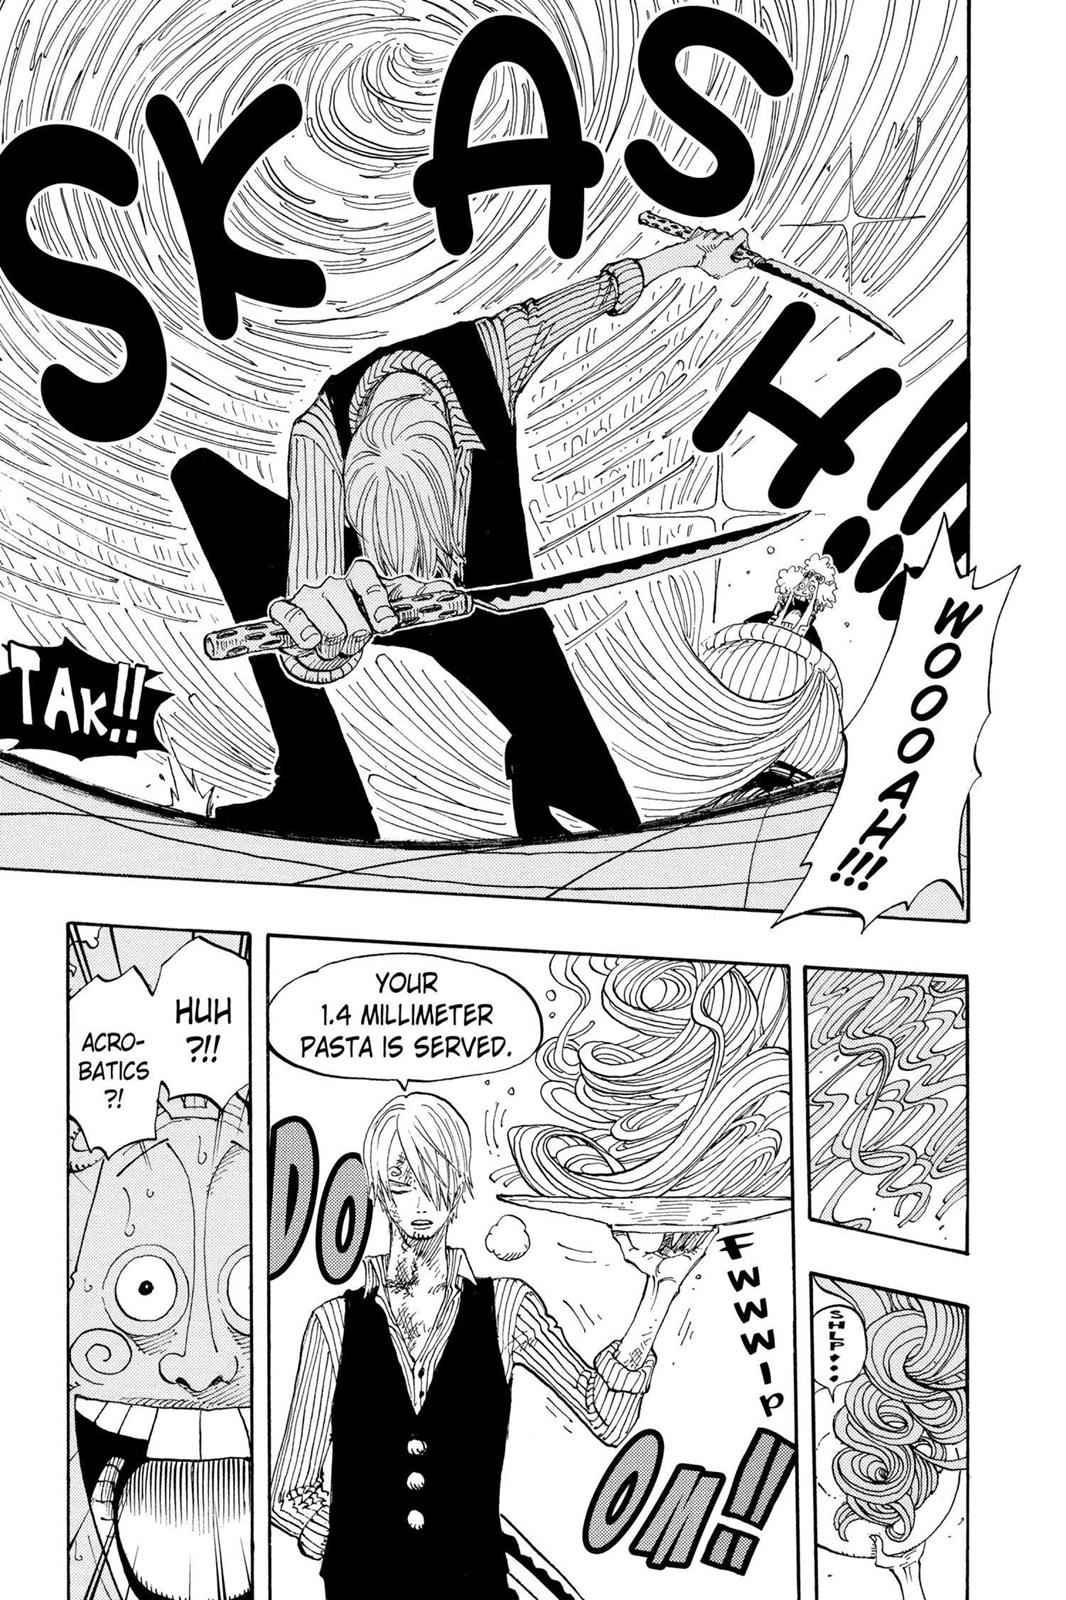 SKASH!!!
WOOOOAH!!!
TAK!!
SHLP...
YOUR
1.4 MILLIMETER
PASTA IS SERVED.
FWWWIP
DOOM!!
HUH
?!!
ACRO-
BATICS
?!